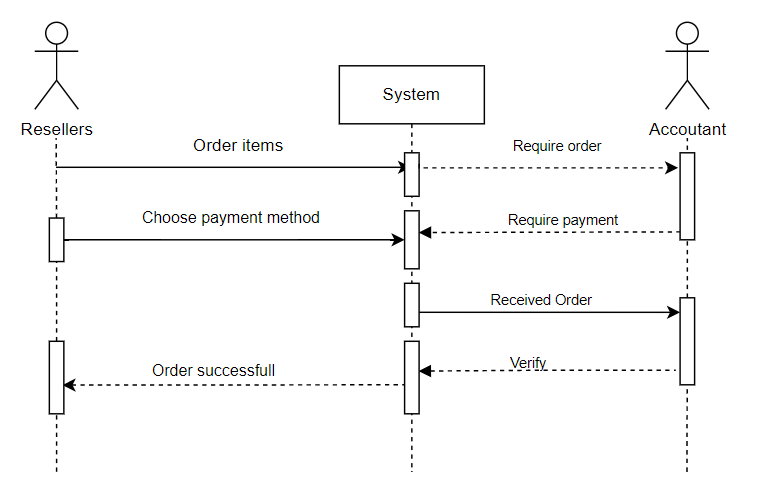 System
Resellers
Accoutant
Order items
Require order
Choose payment method
Require payment
Received Order
Verify
Order successfull